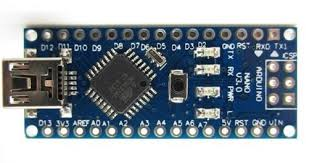 D12 D11 D10 D9 D8 D7 D6 D5 D4 D3 D2 GND RST RX0 TX1
TX
RX
PWR
L
NANO
V3.0
ARDUINO
ICSP
D13 3V3 AREF A0 A1 A2 A3 A4 A5 A6 A7 5V RST GND VIN